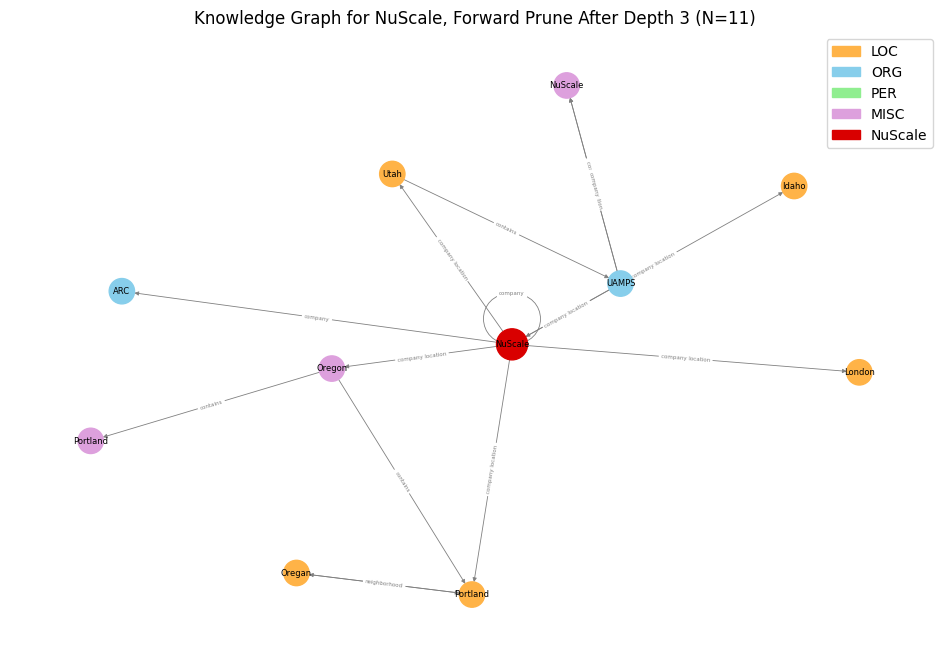 Knowledge Graph for NuScale, Forward Prune After Depth 3 (N=11)
LOC
ORG
PER
MISC
NuScale
NuScale
company
Utah
Idaho
contains
company location
company location
UAMPS
ARC
company
company location
company
NuScale
company location
Oregon
company location
London
contains
Portland
contains
company location
Oregan
neighborhood
Portland